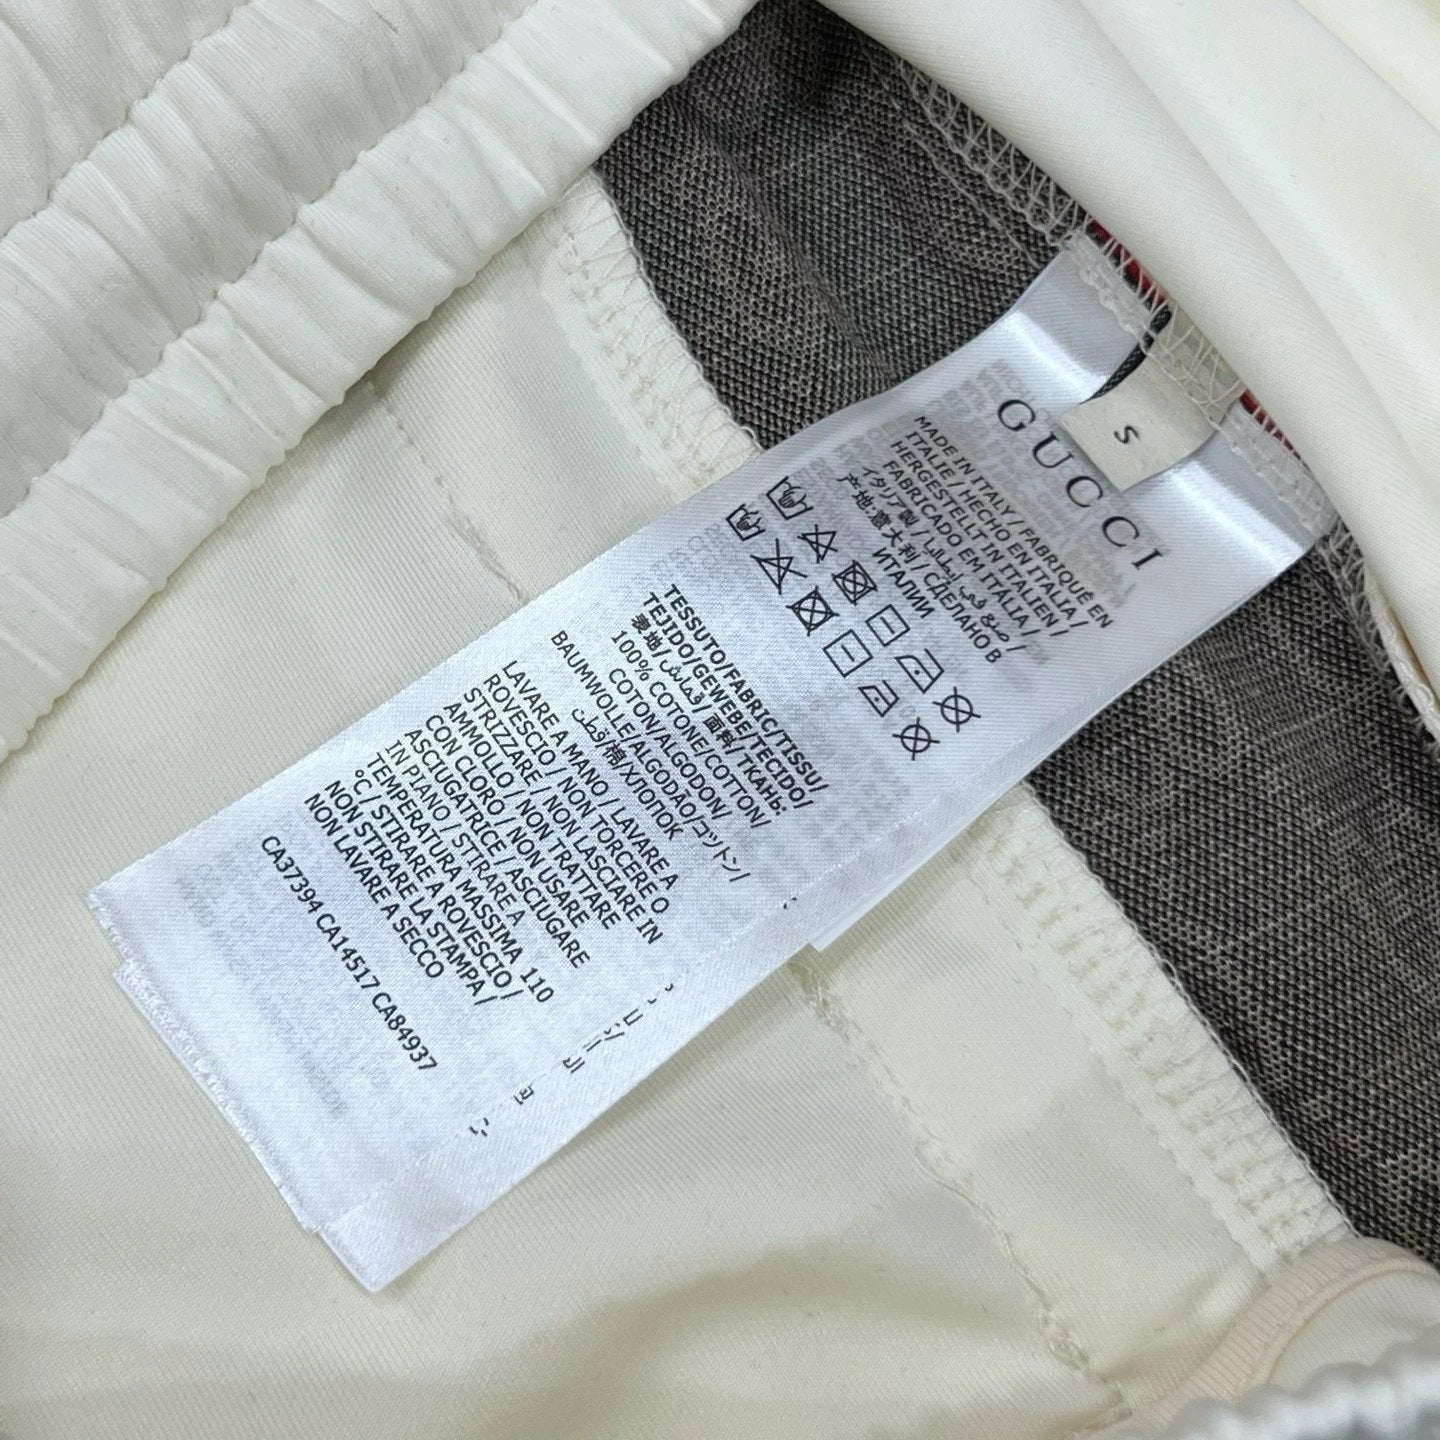 S
GUCCI
MADE IN ITALY / FABRIQUÉ EN
ITALIE / HECHO EN ITALIA /
HERGESTELLT IN ITALIEN /
FABRICADO EM ITÁLIA /
イタリア製 / صنع في إيطاليا /
产地:意大利 / СДЕЛАНО В
ИТАЛИИ
TESSUTO/FABRIC/TISSU/
TEJIDO/GEWEBE/TECIDO/
表地/قماش/面料/ТКАНЬ:
100% COTONE/COTTON/
COTON/ALGODON/
BAUMWOLLE/ALGODAO/コットン/
قطن/棉/ХЛОПОК
LAVARE A MANO / LAVARE A
ROVESCIO / NON TORCERE O
STRIZZARE / NON LASCIARE IN
AMMOLLO / NON TRATTARE
CON CLORO / NON USARE
ASCIUGATRICE / ASCIUGARE
IN PIANO / STIRARE A
TEMPERATURA MASSIMA 110
°C / STIRARE A ROVESCIO /
NON STIRARE LA STAMPA /
NON LAVARE A SECCO
CA37394 CA14517 CA84937